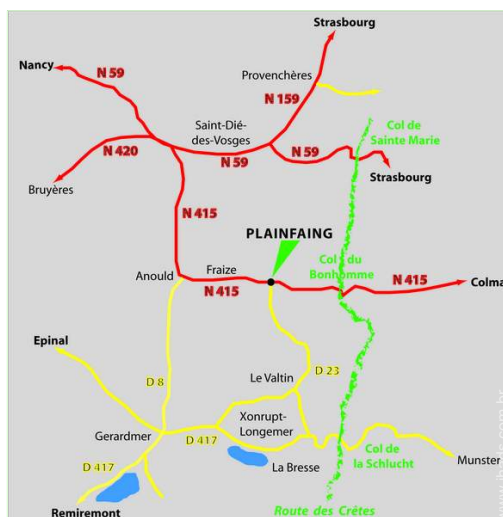 Strasbourg
Nancy
N 59
Provenchères
N 159
Saint-Dié-
des-Vosges
Col de
Sainte Marie
N 420
N 59
N 59
Bruyères
Strasbourg
N 415
PLAINFAING
Col du
Bonhomme
Anould
Fraize
N 415
N 415
Colma
Epinal
D 8
Le Valtin
D 23
Xonrupt-
Longemer
Gerardmer
D 417
La Bresse
Col de
la Schlucht
Munster
D 417
Remiremont
Route des Crêtes